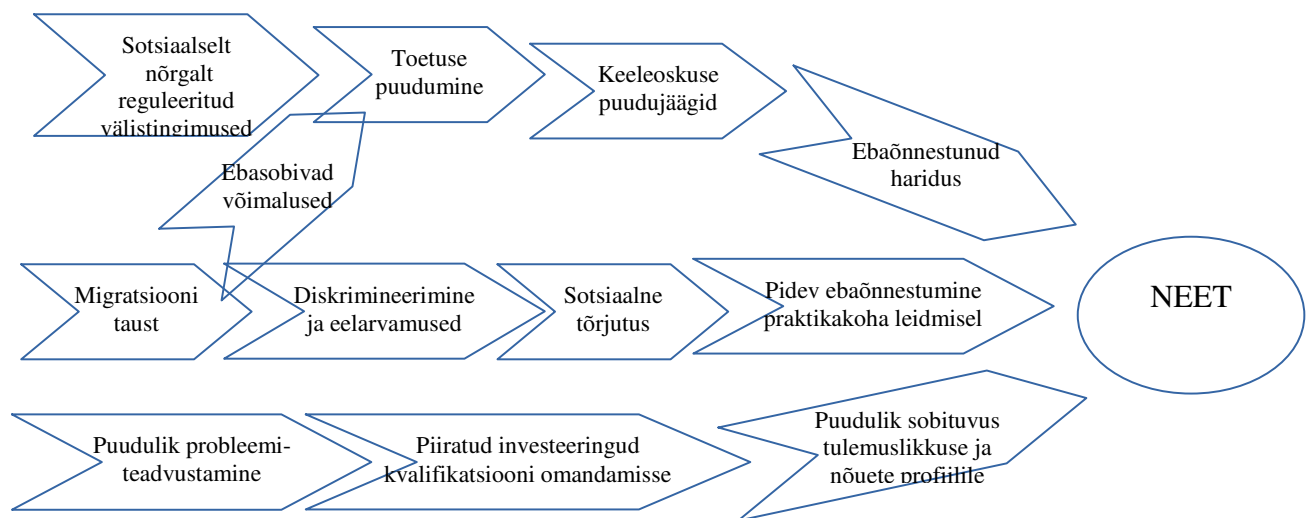 Sotsiaalselt
nõrgalt
reguleeritud
välistingimused
Toetuse
puudumine
Keeleoskuse
puudujäägid
Ebaõnnestunud
haridus
Ebasobivad
võimalused
Migratsiooni
taust
Diskrimineerimine
ja eelarvamused
Sotsiaalne
tõrjutus
Pidev ebaõnnestumine
praktikakoha leidmisel
NEET
Puudulik probleemi-
teadvustamine
Piiratud investeeringud
kvalifikatsiooni omandamisse
Puudulik sobituvus
tulemuslikkuse ja
nõuete profiilile